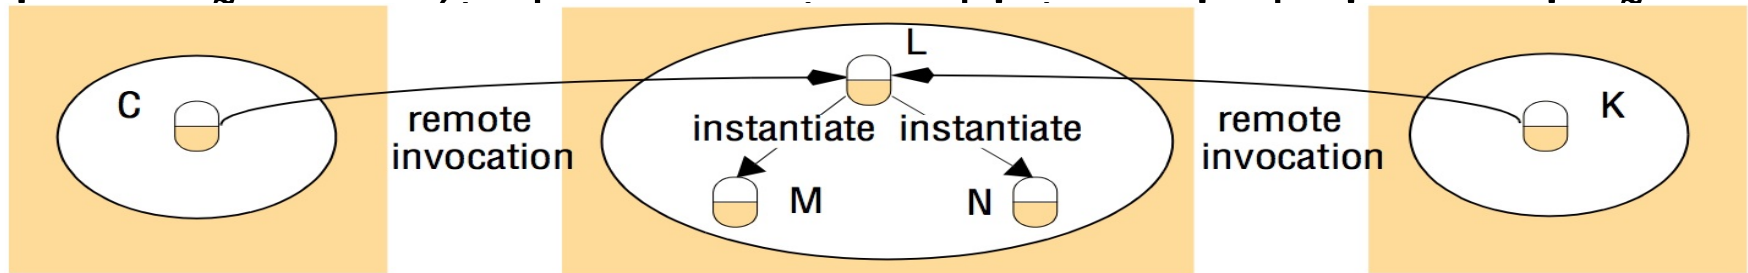 L
C
K
remote
invocation
instantiate instantiate
remote
invocation
M
N